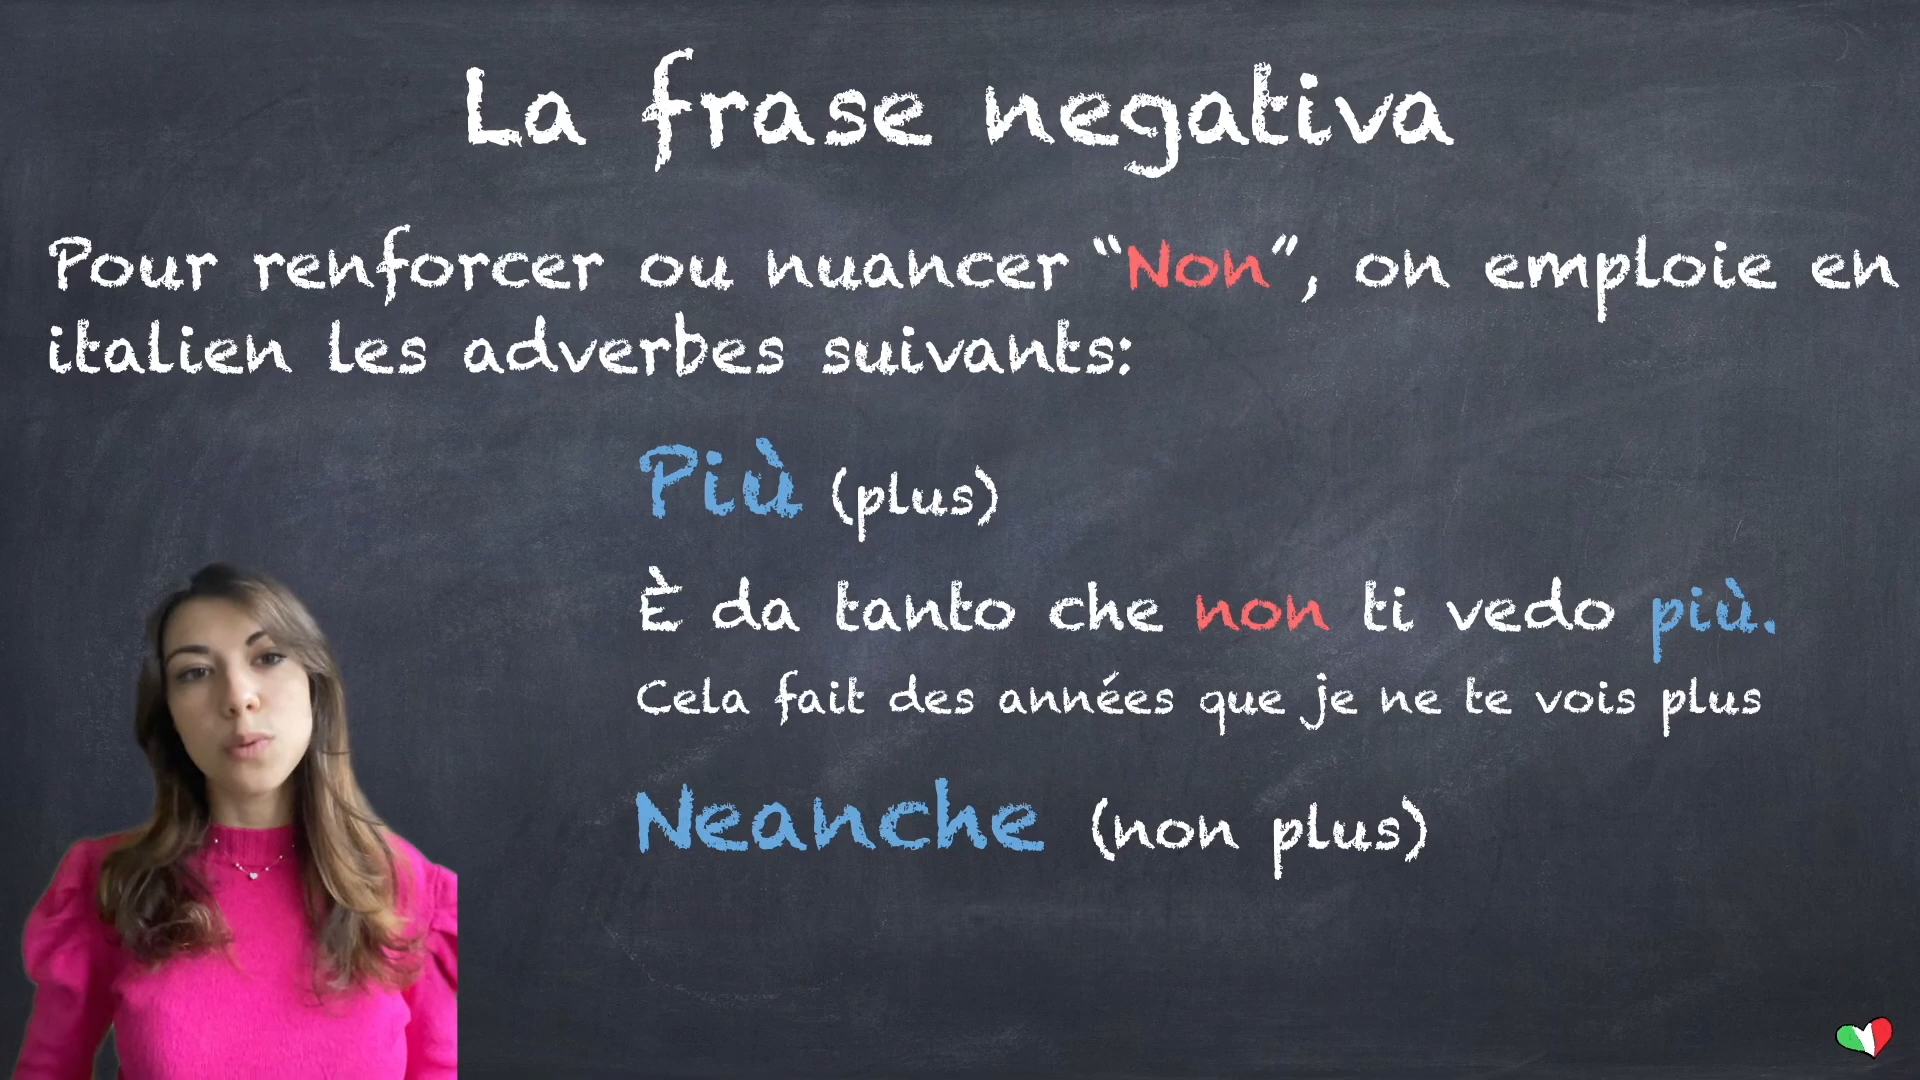 La frase negativa
Pour renforcer ou nuancer “Non”, on emploie en
italien les adverbes suivants:
Più (plus)
È da tanto che non ti vedo più.
Cela fait des années que je ne te vois plus
Neanche (non plus)